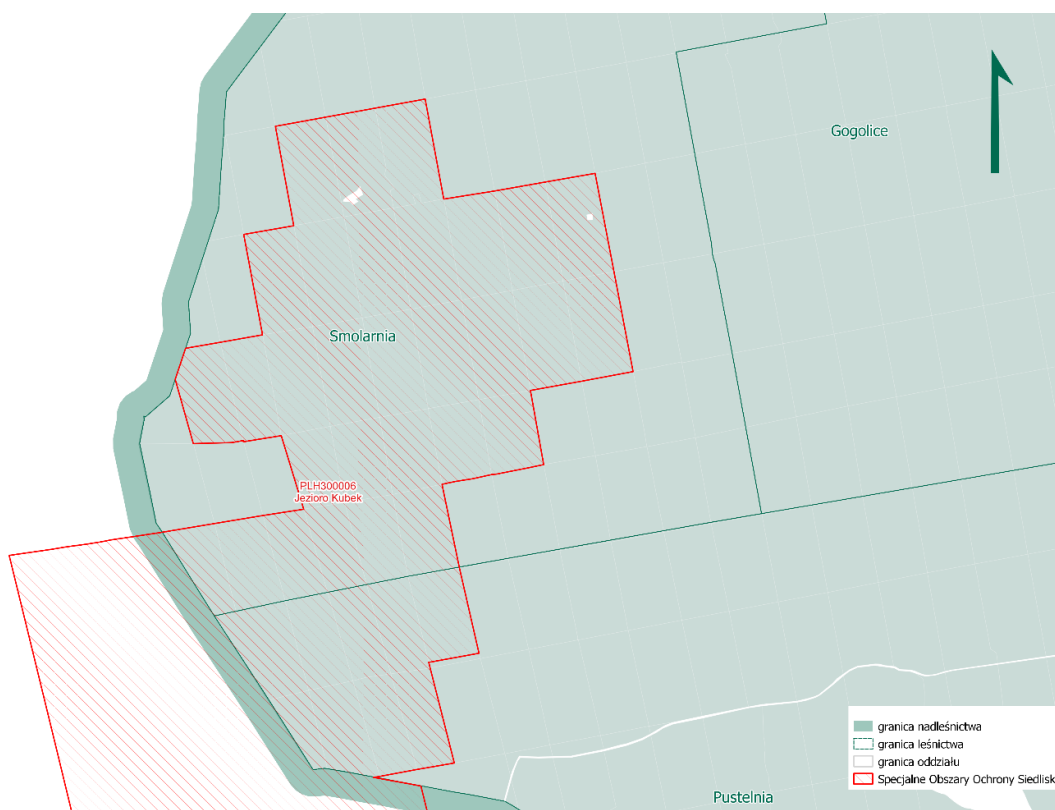 Gogolice
Smolarnia
PLH300006
Jezioro Kubek
granica nadleśnictwa
granica leśnictwa
granica oddziału
Specjalne Obszary Ochrony Siedlisk
Pustelnia